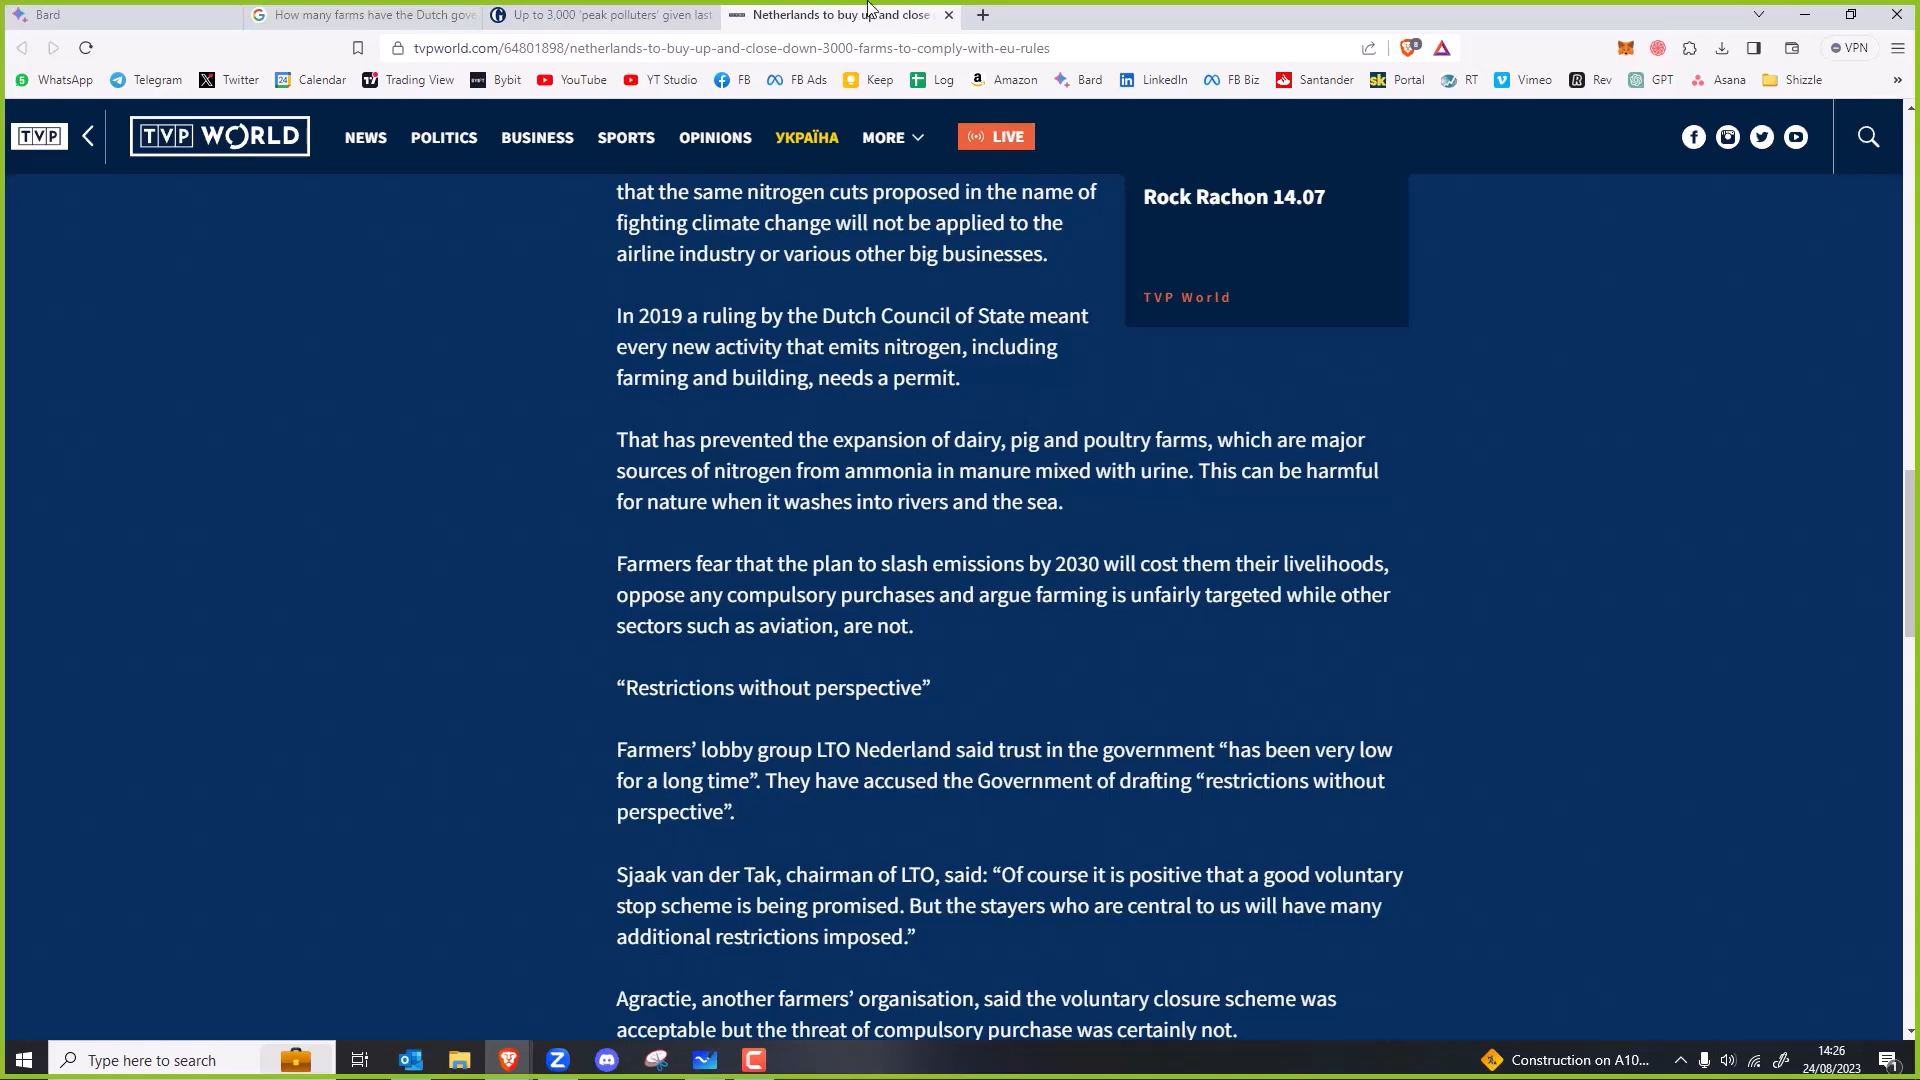 Bard
How many farms have the Dutch gove
Up to 3,000 'peak polluters' given last
Netherlands to buy up and close
tvpworld.com/64801898/netherlands-to-buy-up-and-close-down-3000-farms-to-comply-with-eu-rules
VPN
WhatsApp Telegram Twitter Calendar Trading View Bybit YouTube YT Studio FB FB Ads Keep Log Amazon Bard LinkedIn FB Biz Santander Portal RT Vimeo Rev GPT Asana Shizzle
TVP
TVP WORLD
NEWS POLITICS BUSINESS SPORTS OPINIONS УКРАЇНА MORE LIVE
that the same nitrogen cuts proposed in the name of
fighting climate change will not be applied to the
airline industry or various other big businesses.
Rock Rachon 14.07
TVP World
In 2019 a ruling by the Dutch Council of State meant
every new activity that emits nitrogen, including
farming and building, needs a permit.
That has prevented the expansion of dairy, pig and poultry farms, which are major
sources of nitrogen from ammonia in manure mixed with urine. This can be harmful
for nature when it washes into rivers and the sea.
Farmers fear that the plan to slash emissions by 2030 will cost them their livelihoods,
oppose any compulsory purchases and argue farming is unfairly targeted while other
sectors such as aviation, are not.
“Restrictions without perspective”
Farmers’ lobby group LTO Nederland said trust in the government “has been very low
for a long time”. They have accused the Government of drafting “restrictions without
perspective”.
Sjaak van der Tak, chairman of LTO, said: “Of course it is positive that a good voluntary
stop scheme is being promised. But the stayers who are central to us will have many
additional restrictions imposed.”
Agractie, another farmers’ organisation, said the voluntary closure scheme was
acceptable but the threat of compulsory purchase was certainly not.
Type here to search
Construction on A10...
14:26
24/08/2023